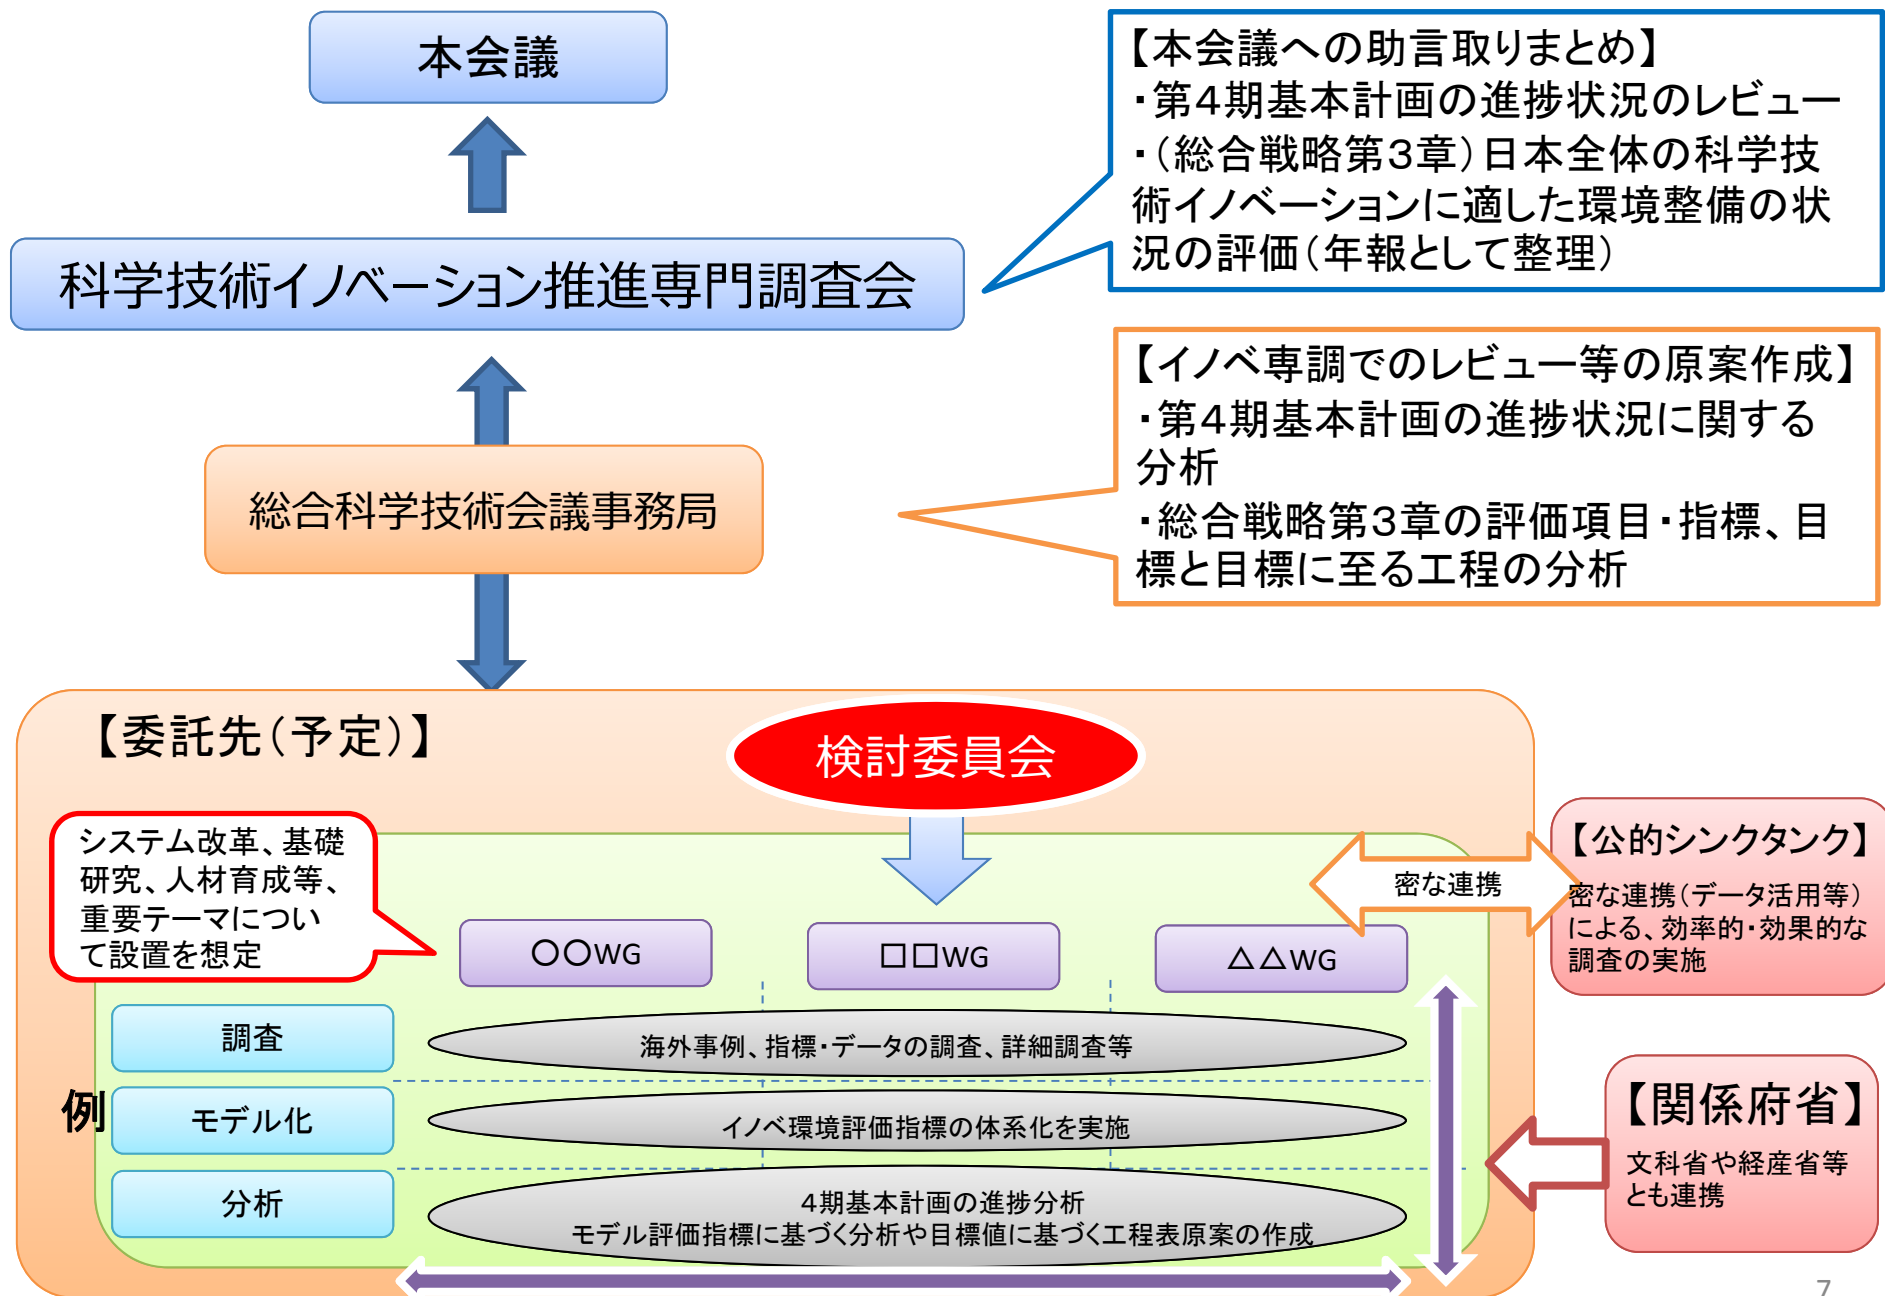 本会議
【本会議への助言取りまとめ】
・第４期基本計画の進捗状況のレビュー
・（総合戦略第３章）日本全体の科学技
術イノベーションに適した環境整備の状
況の評価（年報として整理）
科学技術イノベーション推進専門調査会
【イノベ専調でのレビュー等の原案作成】
・第４期基本計画の進捗状況に関する
分析
・総合戦略第３章の評価項目・指標、目
標と目標に至る工程の分析
総合科学技術会議事務局
【委託先（予定）】
検討委員会
システム改革、基礎
研究、人材育成等、
重要テーマについ
て設置を想定
密な連携
【公的シンクタンク】
密な連携（データ活用等）
による、効率的・効果的な
調査の実施
〇〇WG
□□WG
△△WG
調査
海外事例、指標・データの調査、詳細調査等
例
モデル化
イノベ環境評価指標の体系化を実施
分析
４期基本計画の進捗分析
モデル評価指標に基づく分析や目標値に基づく工程表原案の作成
【関係府省】
文科省や経産省等
とも連携
7